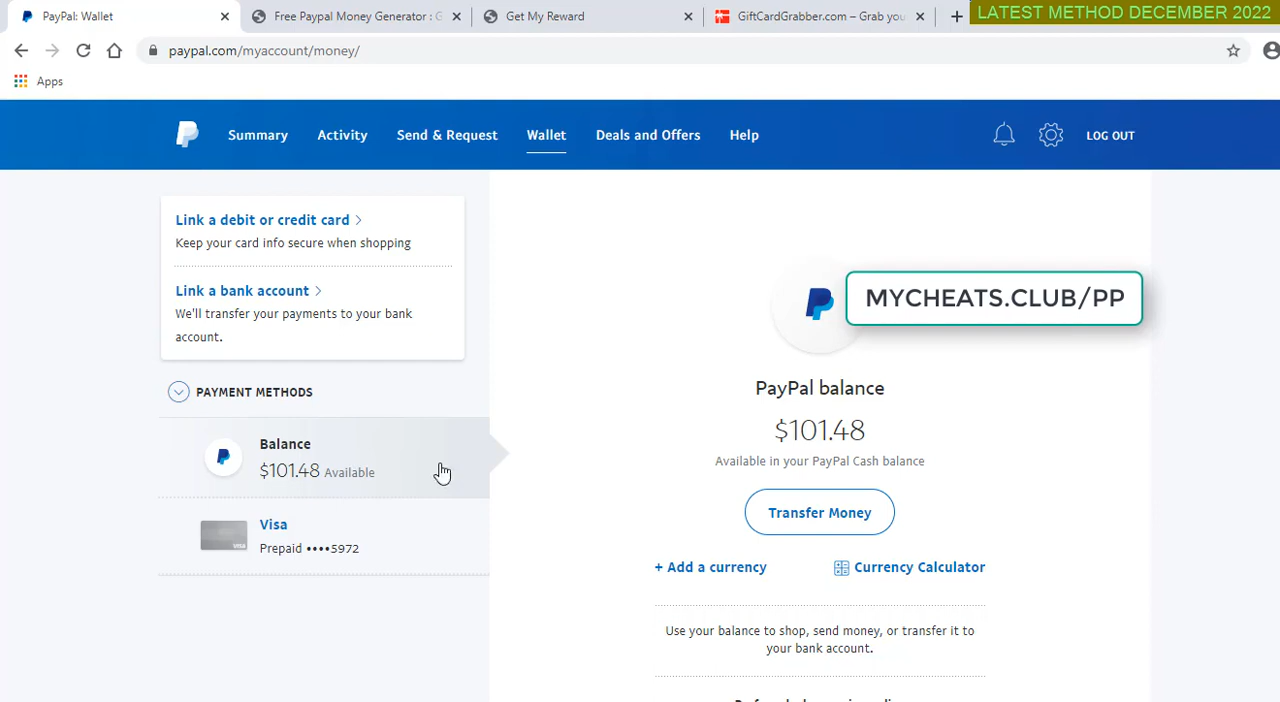 PayPal: Wallet
Free Paypal Money Generator : G
Get My Reward
GiftCardGrabber.com – Grab you
LATEST METHOD DECEMBER 2022
paypal.com/myaccount/money/
Apps
Summary
Activity
Send & Request
Wallet
Deals and Offers
Help
LOG OUT
Link a debit or credit card
Keep your card info secure when shopping
Link a bank account
We'll transfer your payments to your bank
account.
PAYMENT METHODS
Balance
$101.48 Available
Visa
Prepaid ••••5972
MYCHEATS.CLUB/PP
PayPal balance
$101.48
Available in your PayPal Cash balance
Transfer Money
+ Add a currency
Currency Calculator
Use your balance to shop, send money, or transfer it to
your bank account.